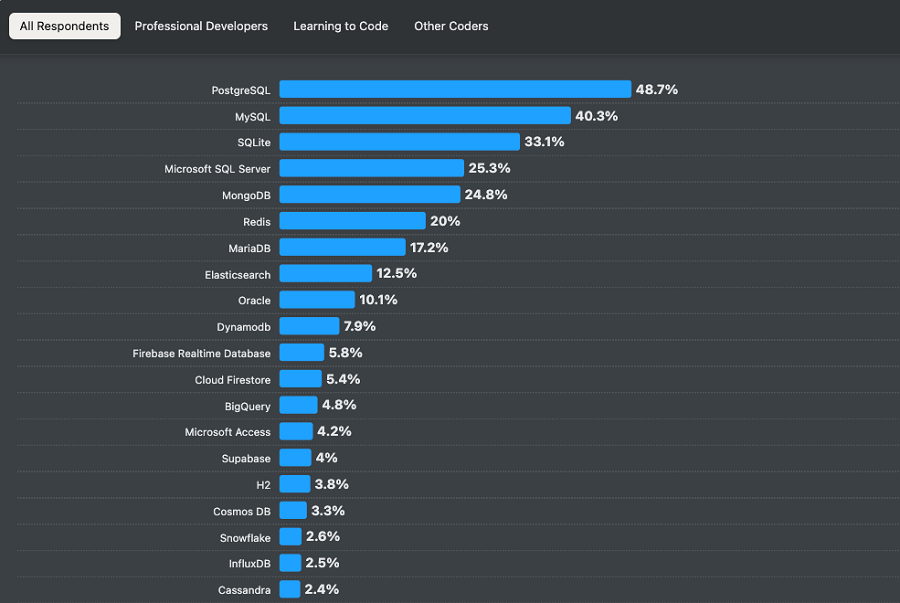 All Respondents Professional Developers Learning to Code Other Coders
PostgreSQL 48.7%
MySQL 40.3%
SQLite 33.1%
Microsoft SQL Server 25.3%
MongoDB 24.8%
Redis 20%
MariaDB 17.2%
Elasticsearch 12.5%
Oracle 10.1%
Dynamodb 7.9%
Firebase Realtime Database 5.8%
Cloud Firestore 5.4%
BigQuery 4.8%
Microsoft Access 4.2%
Supabase 4%
H2 3.8%
Cosmos DB 3.3%
Snowflake 2.6%
InfluxDB 2.5%
Cassandra 2.4%